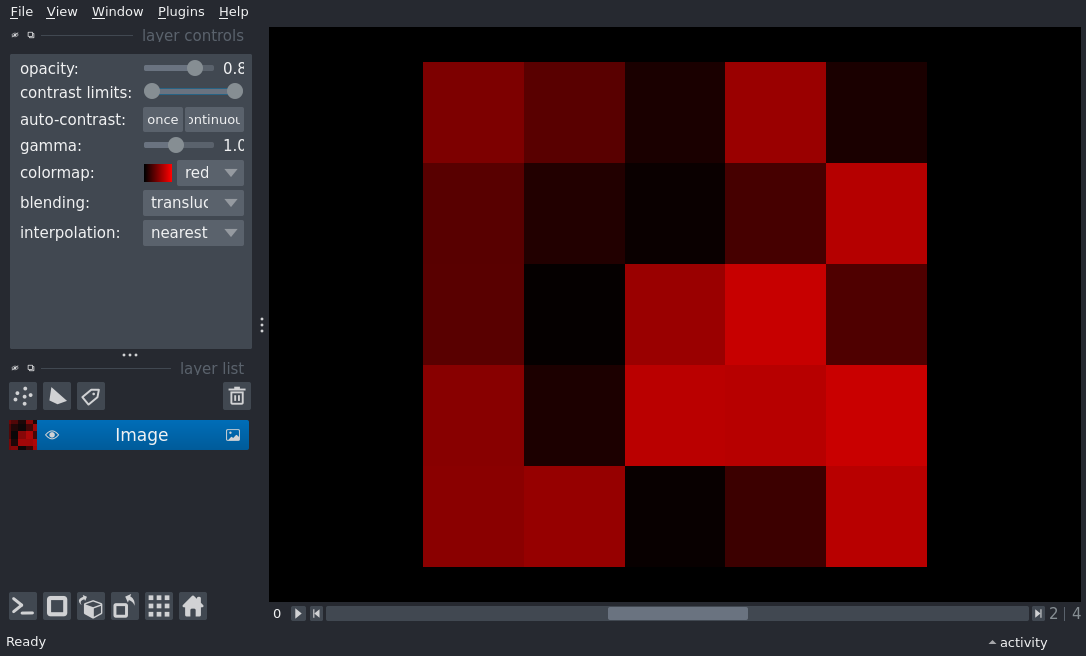 File View Window Plugins Help
layer controls
opacity: 0.8
contrast limits:
auto-contrast: once ontinuou
gamma: 1.0
colormap: red
blending: transluc
interpolation: nearest
layer list
Image
0 2 | 4
Ready
activity